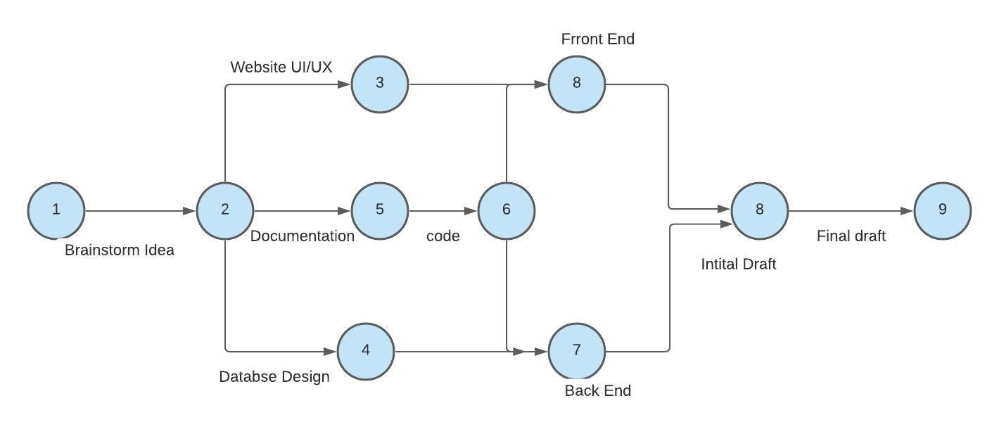 Frront End
Website UI/UX
3
8
1
2
5
6
8
9
Documentation
code
Final draft
Brainstorm Idea
Intital Draft
4
7
Databse Design
Back End